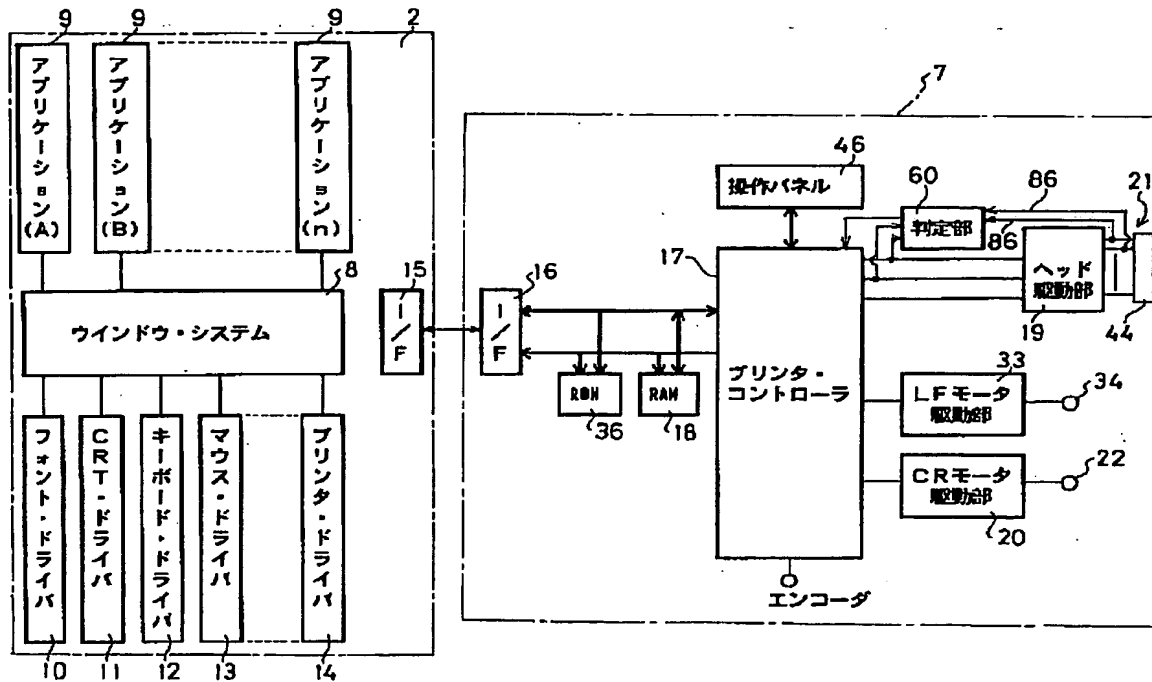 9
9
9
2
アプリケーション(A)
アプリケーション(B)
アプリケーション(n)
8
ウインドウ・システム
15
I/F
フォント・ドライバ
CRT・ドライバ
キーボード・ドライバ
マウス・ドライバ
プリンタ・ドライバ
10
11
12
13
14
7
16
I/F
ROM
36
RAM
18
17
プリンタ・
コントローラ
46
操作パネル
60
判定部
86
86
21
ヘッド
駆動部
19
44
33
LFモータ
駆動部
34
CRモータ
駆動部
20
22
エンコーダ